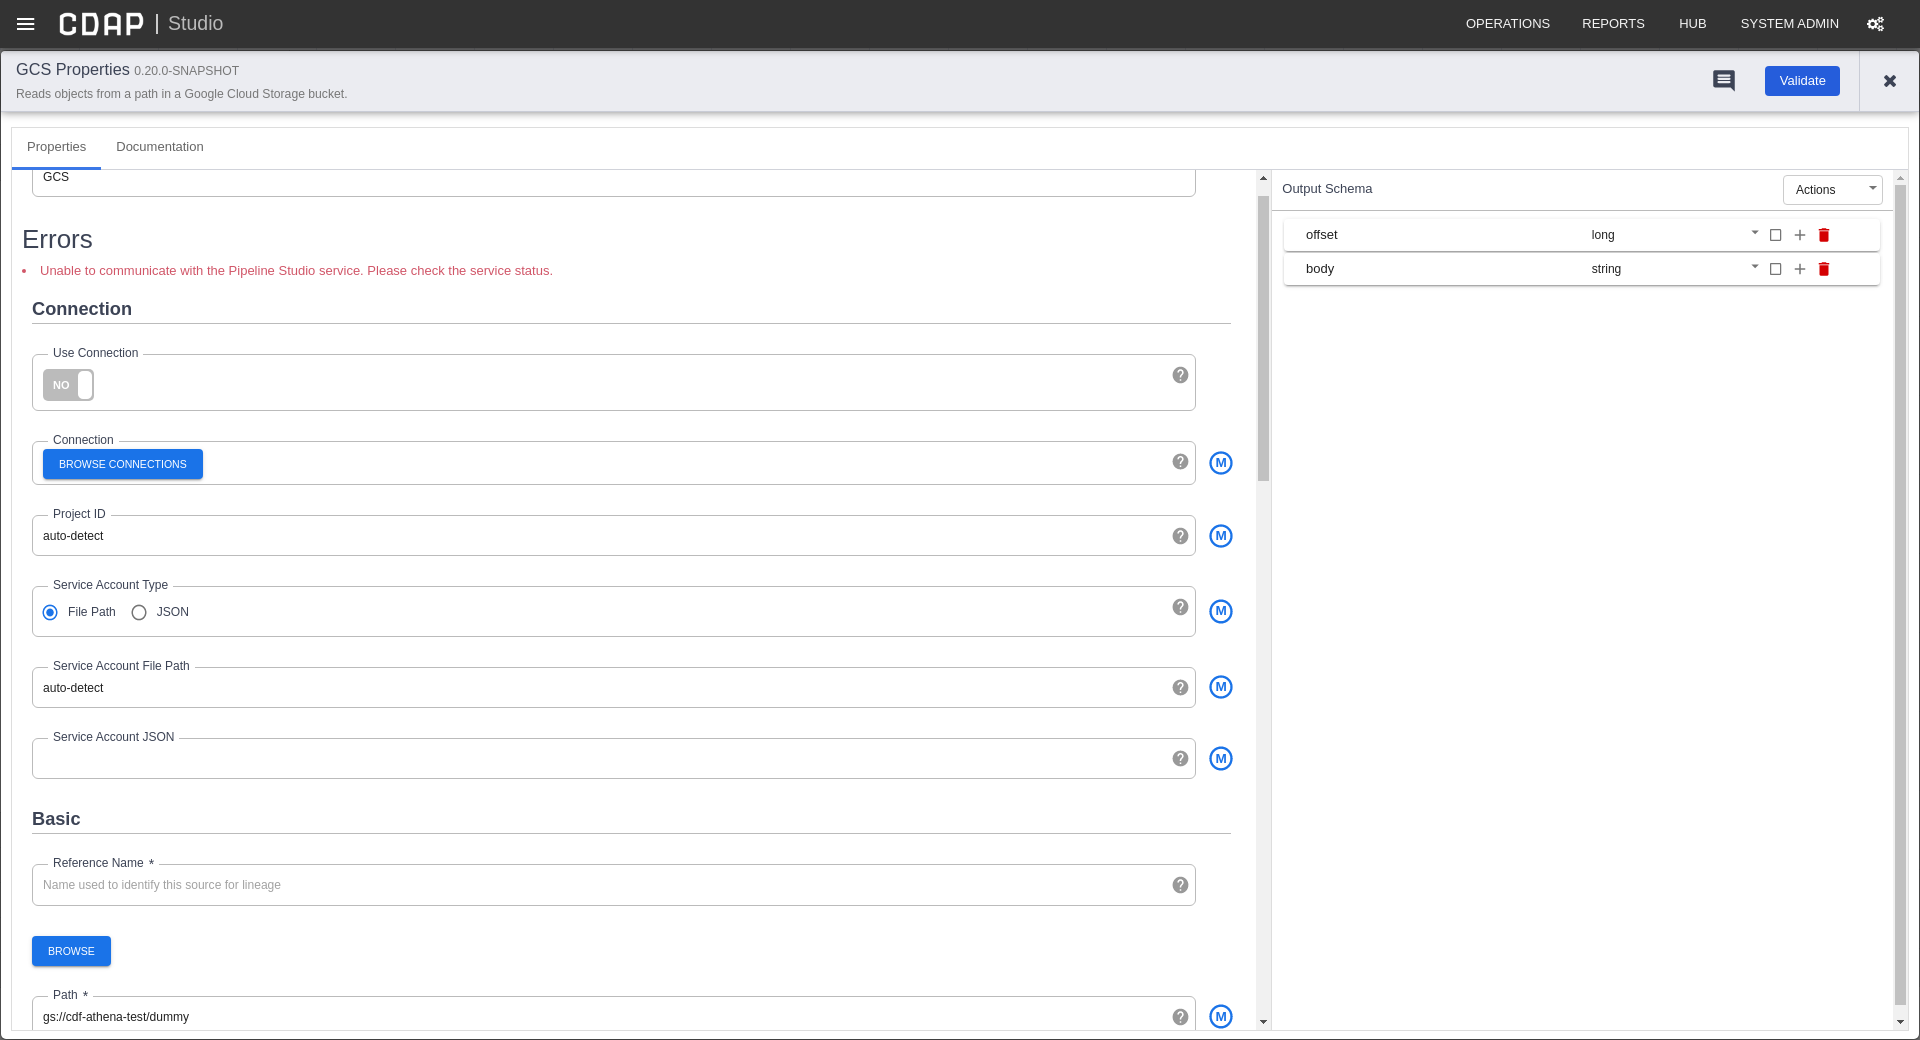 CDAP | Studio
OPERATIONS REPORTS HUB SYSTEM ADMIN
GCS Properties 0.20.0-SNAPSHOT
Reads objects from a path in a Google Cloud Storage bucket.
Validate
Properties Documentation
GCS
Errors
Unable to communicate with the Pipeline Studio service. Please check the service status.
Connection
Use Connection
NO
Connection
BROWSE CONNECTIONS
M
Project ID
auto-detect
M
Service Account Type
File Path JSON
M
Service Account File Path
auto-detect
M
Service Account JSON
M
Basic
Reference Name *
Name used to identify this source for lineage
BROWSE
Path *
gs://cdf-athena-test/dummy
M
Output Schema
Actions
offset long
body string